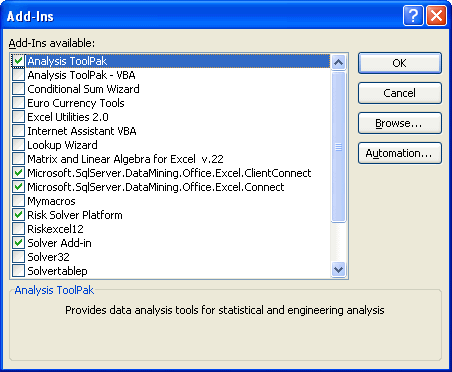 Add-Ins
Add-Ins available:
Analysis ToolPak
Analysis ToolPak - VBA
Conditional Sum Wizard
Euro Currency Tools
Excel Utilities 2.0
Internet Assistant VBA
Lookup Wizard
Matrix and Linear Algebra for Excel v.22
Microsoft.SqlServer.DataMining.Office.Excel.ClientConnect
Microsoft.SqlServer.DataMining.Office.Excel.Connect
Mymacros
Risk Solver Platform
Riskexcel12
Solver Add-in
Solver32
Solvertablep
OK
Cancel
Browse...
Automation...
Analysis ToolPak
Provides data analysis tools for statistical and engineering analysis